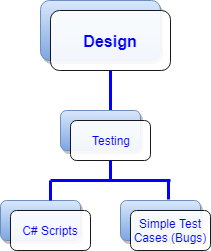 Design
Testing
C# Scripts
Simple Test
Cases (Bugs)